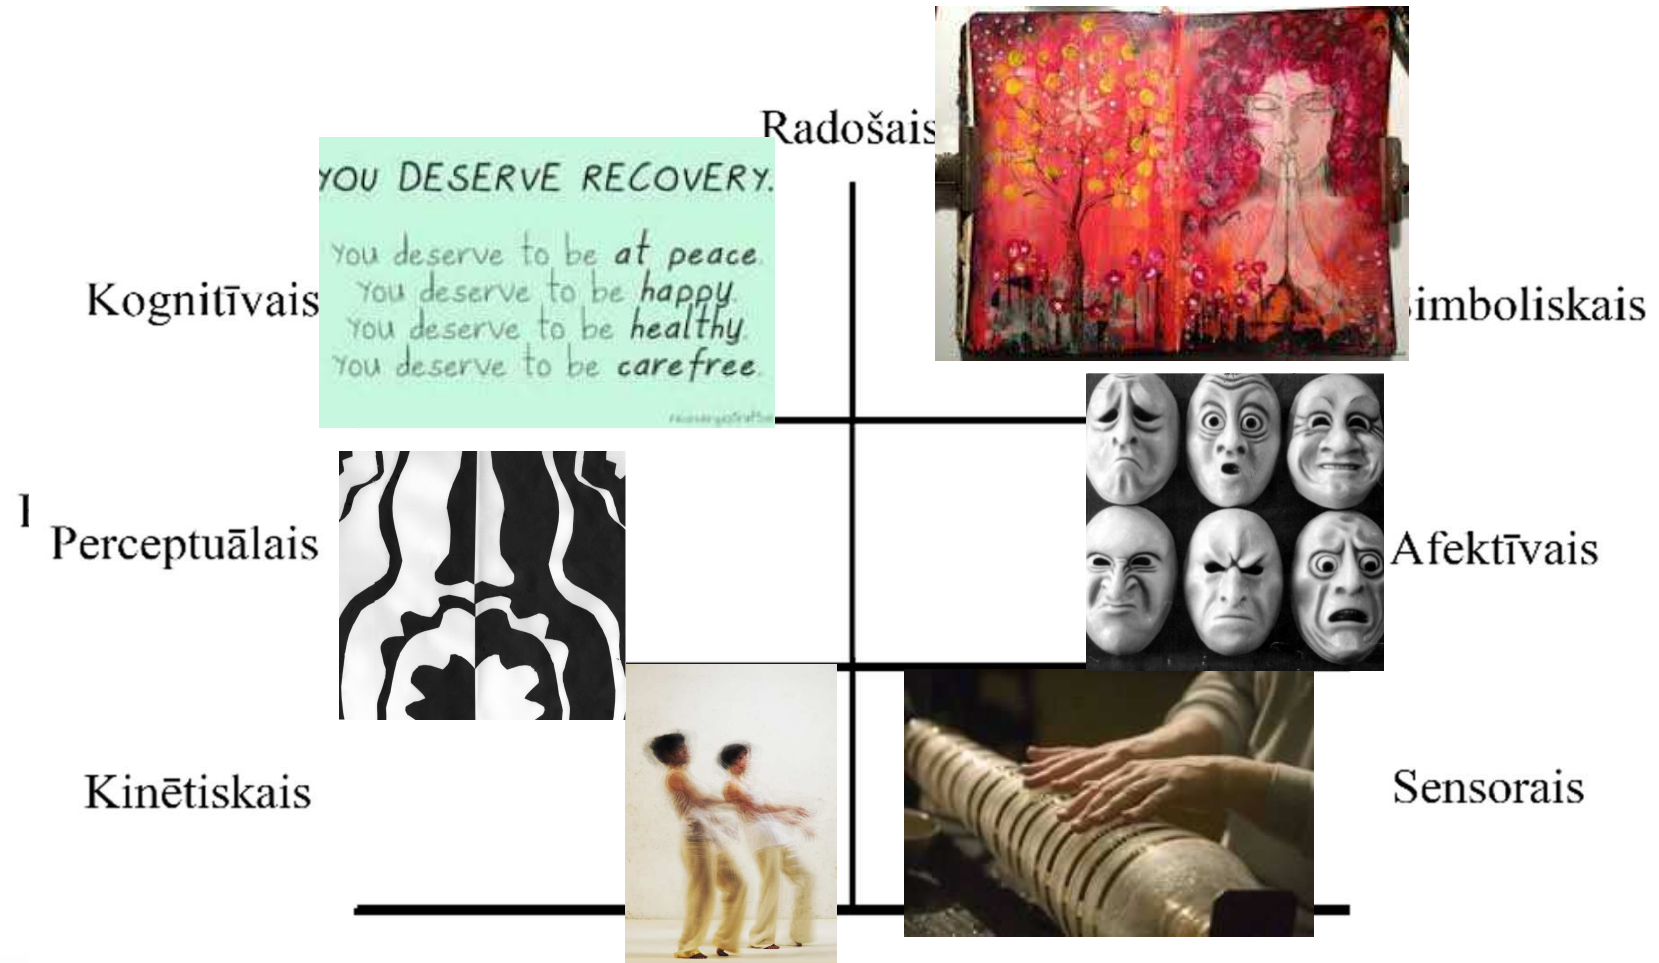 Radošais
YOU DESERVE RECOVERY.
You deserve to be at peace.
You deserve to be happy.
You deserve to be healthy.
You deserve to be carefree.
Kognitīvais
imboliskais
Perceptuālais
Afektīvais
Kinētiskais
Sensorais